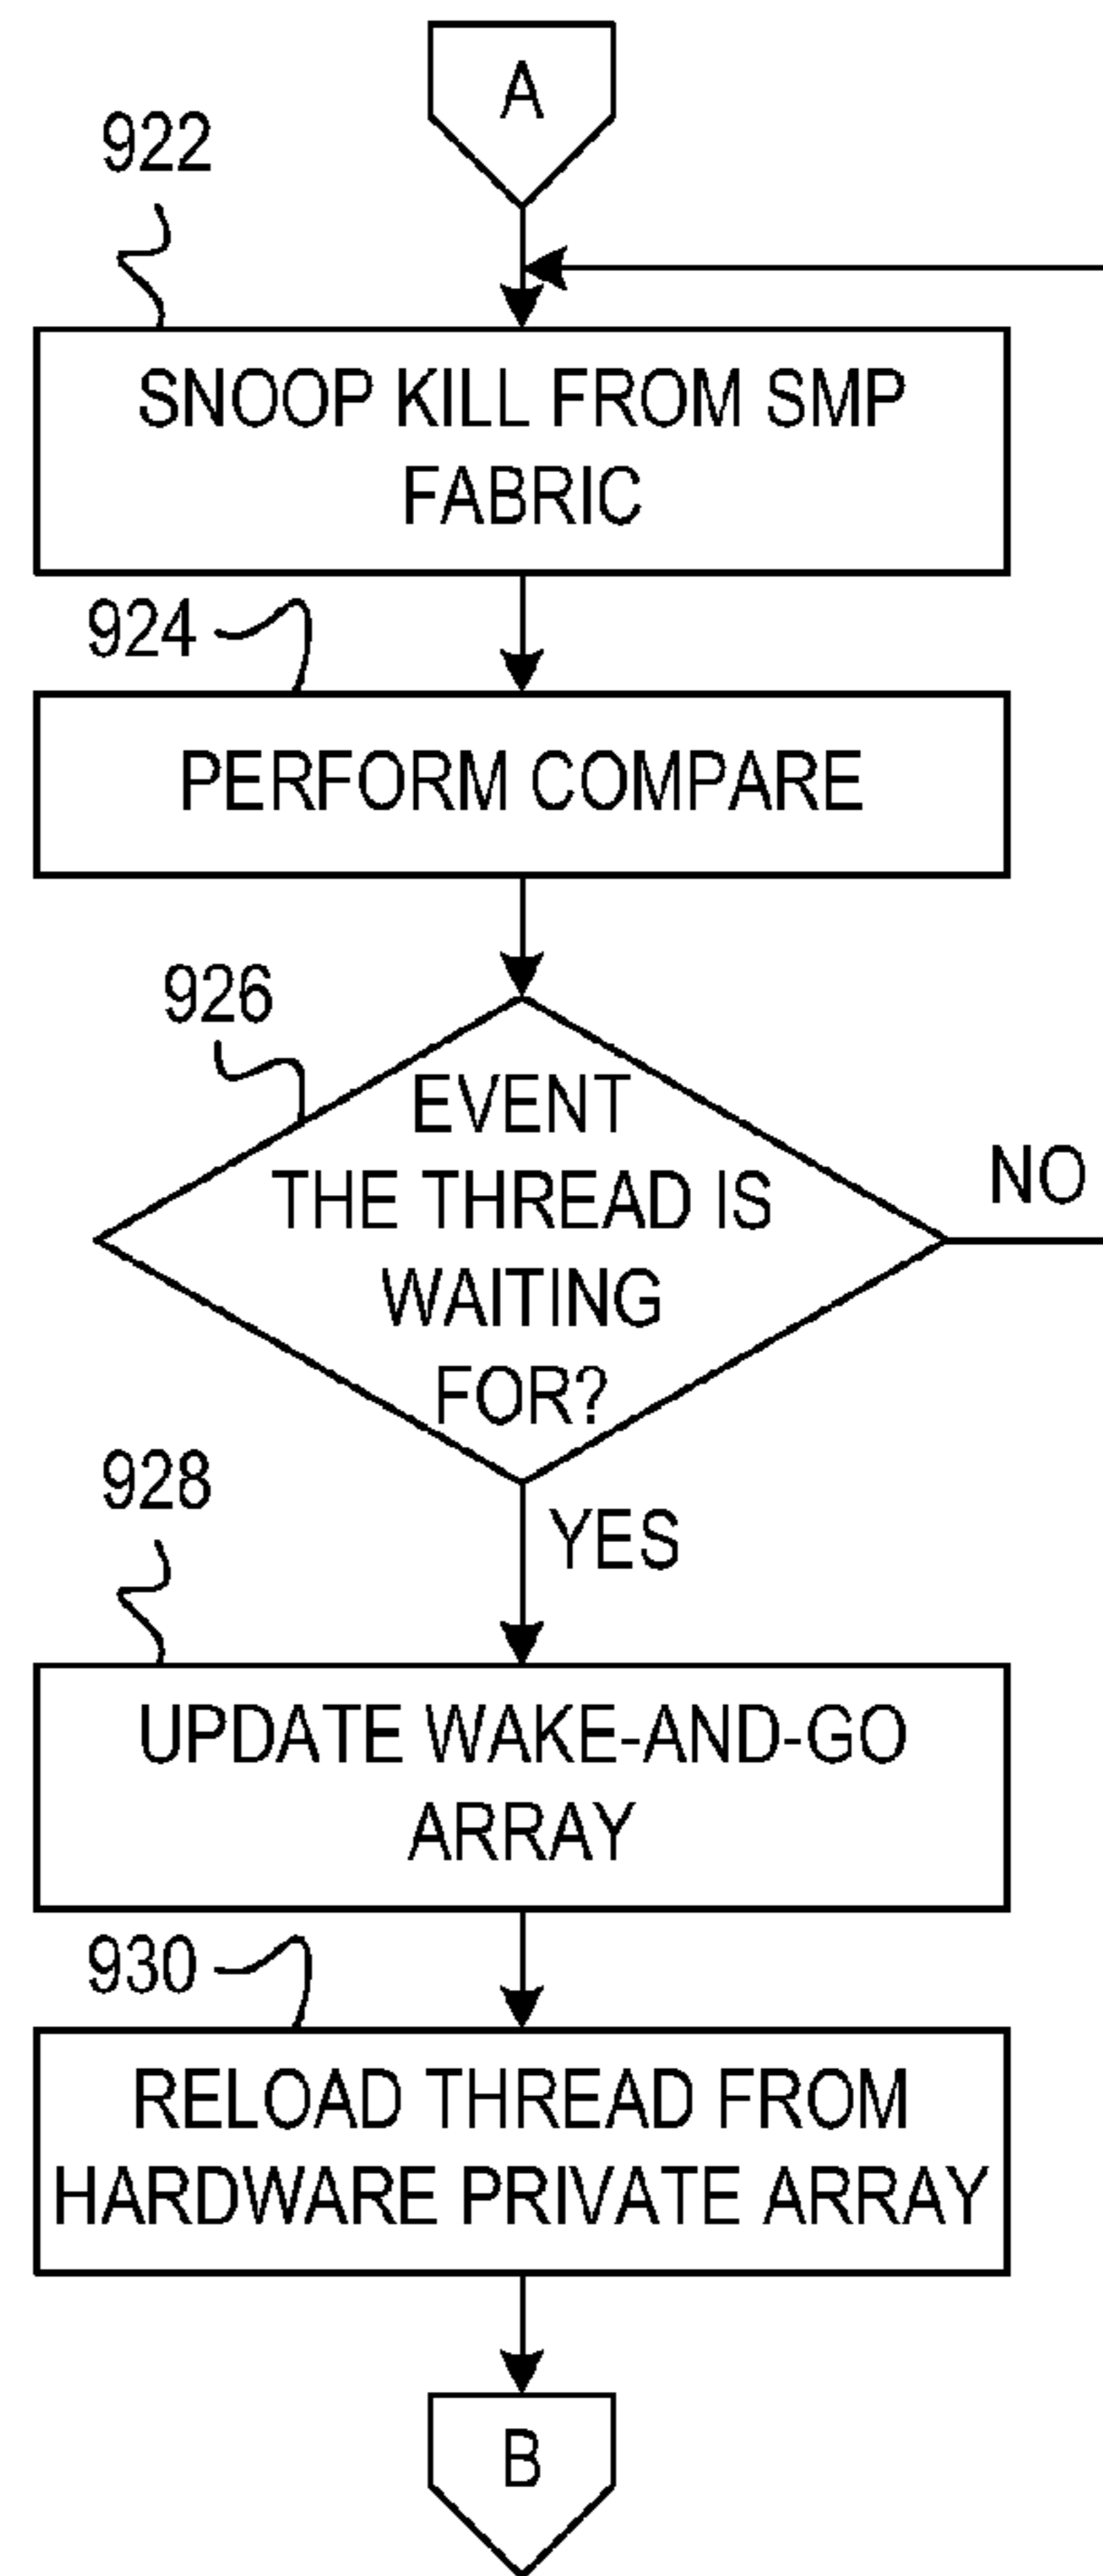 A
922
SNOOP KILL FROM SMP
FABRIC
924
PERFORM COMPARE
926
EVENT
THE THREAD IS
WAITING
FOR?
NO
YES
928
UPDATE WAKE-AND-GO
ARRAY
930
RELOAD THREAD FROM
HARDWARE PRIVATE ARRAY
B